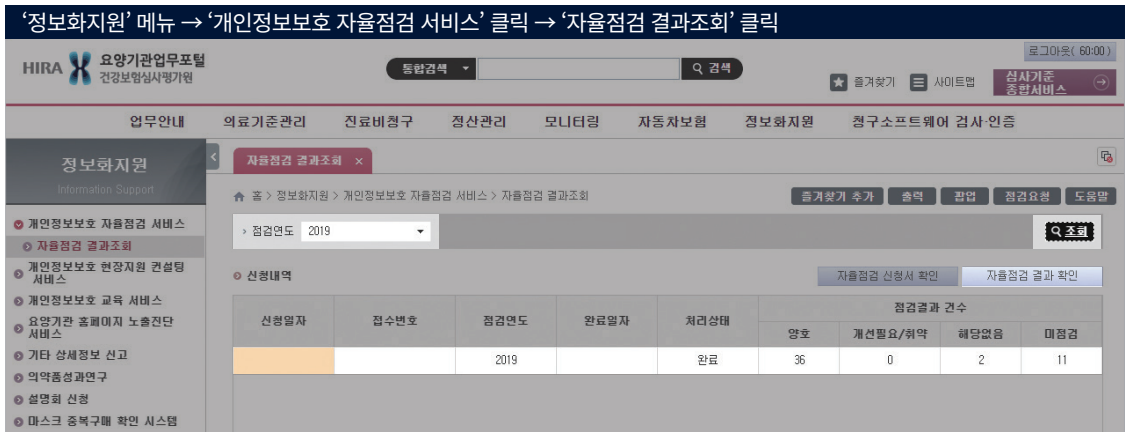 ‘정보화지원’ 메뉴 → ‘개인정보보호 자율점검 서비스’ 클릭 → ‘자율점검 결과조회’ 클릭
로그아웃( 60:00 )
HIRA 요양기관업무포털
건강보험심사평가원
통합검색 검색
즐겨찾기 사이트맵
심사기준
종합서비스
업무안내 의료기준관리 진료비청구 정산관리 모니터링 자동차보험 정보화지원 청구소프트웨어 검사·인증
정보화지원
Information Support
자율점검 결과조회 ×
홈 > 정보화지원 > 개인정보보호 자율점검 서비스 > 자율점검 결과조회
즐겨찾기 추가 출력 팝업 점검요청 도움말
개인정보보호 자율점검 서비스
자율점검 결과조회
개인정보보호 현장지원 컨설팅
서비스
개인정보보호 교육 서비스
요양기관 홈페이지 노출진단
서비스
기타 상세정보 신고
의약품성과연구
설명회 신청
마스크 중복구매 확인 시스템
› 점검연도 2019
조회
신청내역
자율점검 신청서 확인 자율점검 결과 확인
신청일자 접수번호 점검연도 완료일자 처리상태 점검결과 건수
양호 개선필요/취약 해당없음 미점검
2019 완료 36 0 2 11